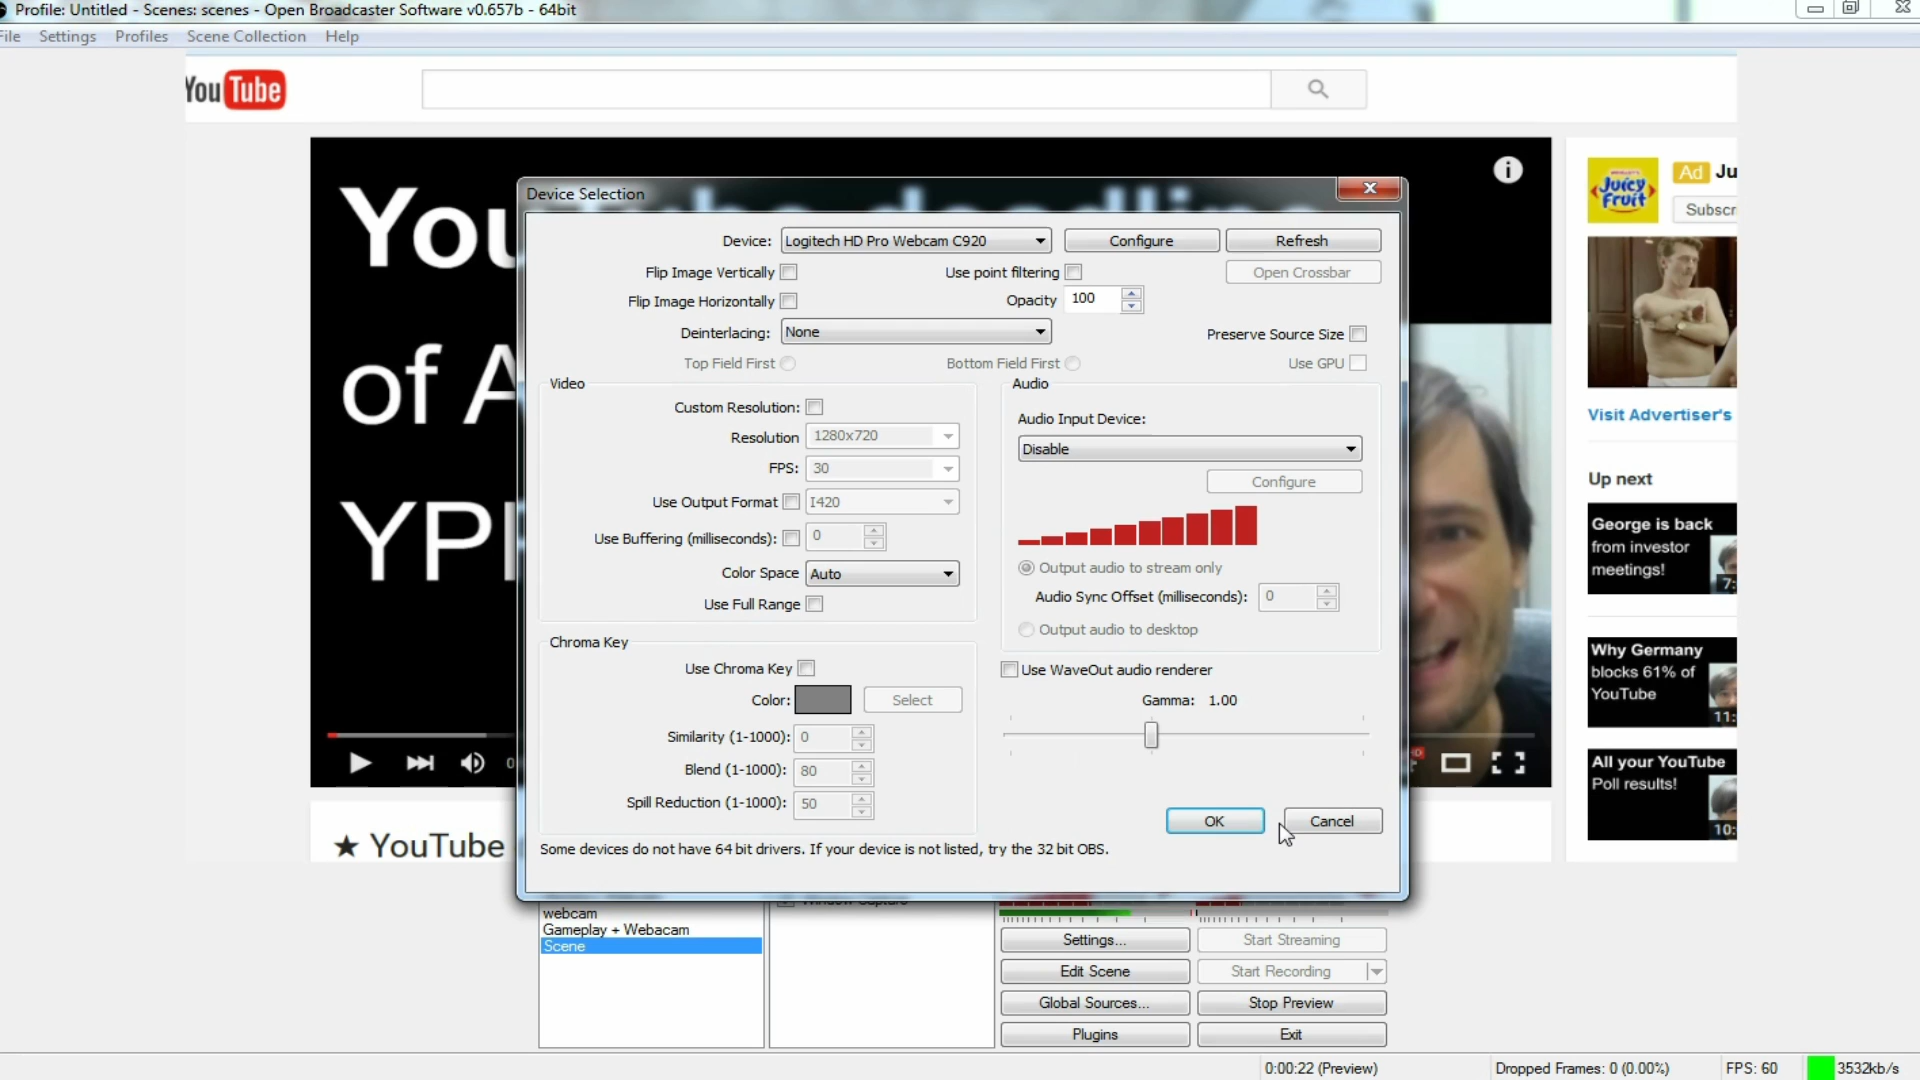 Profile: Untitled - Scenes: scenes - Open Broadcaster Software v0.657b - 64bit
File Settings Profiles Scene Collection Help
YouTube
You
of A
YP
i
Ad Ju
Juicy Fruit
Subscr
Visit Advertiser's
Up next
George is back
from investor
meetings!
7:
Why Germany
blocks 61% of
YouTube
11:
All your YouTube
Poll results!
10:
★ YouTube
Device Selection
Device: Logitech HD Pro Webcam C920 Configure Refresh
Flip Image Vertically Use point filtering Open Crossbar
Flip Image Horizontally Opacity 100
Deinterlacing: None Preserve Source Size
Top Field First Bottom Field First Use GPU
Video
Custom Resolution:
Resolution 1280x720
FPS: 30
Use Output Format I420
Use Buffering (milliseconds): 0
Color Space Auto
Use Full Range
Audio
Audio Input Device:
Disable
Configure
Output audio to stream only
Audio Sync Offset (milliseconds): 0
Output audio to desktop
Chroma Key
Use Chroma Key
Color: Select
Similarity (1-1000): 0
Blend (1-1000): 80
Spill Reduction (1-1000): 50
Use WaveOut audio renderer
Gamma: 1.00
OK Cancel
Some devices do not have 64 bit drivers. If your device is not listed, try the 32 bit OBS.
webcam
Gameplay + Webacam
Scene
Settings... Start Streaming
Edit Scene Start Recording
Global Sources... Stop Preview
Plugins Exit
0:00:22 (Preview) Dropped Frames: 0 (0.00%) FPS: 60 3532kb/s